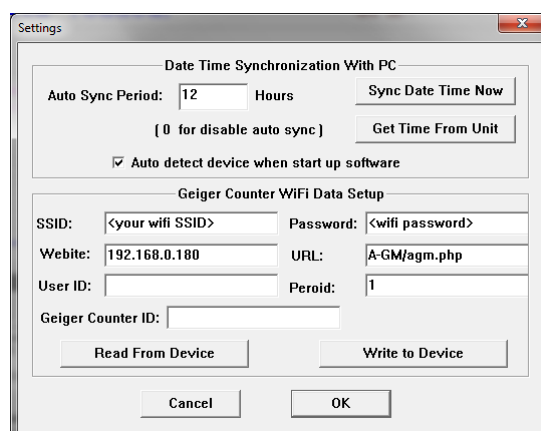 Settings
Date Time Synchronization With PC
Auto Sync Period: 12 Hours Sync Date Time Now
( 0 for disable auto sync ) Get Time From Unit
Auto detect device when start up software
Geiger Counter WiFi Data Setup
SSID: <your wifi SSID> Password: <wifi password>
Webite: 192.168.0.180 URL: A-GM/agm.php
User ID: Peroid: 1
Geiger Counter ID:
Read From Device Write to Device
Cancel OK